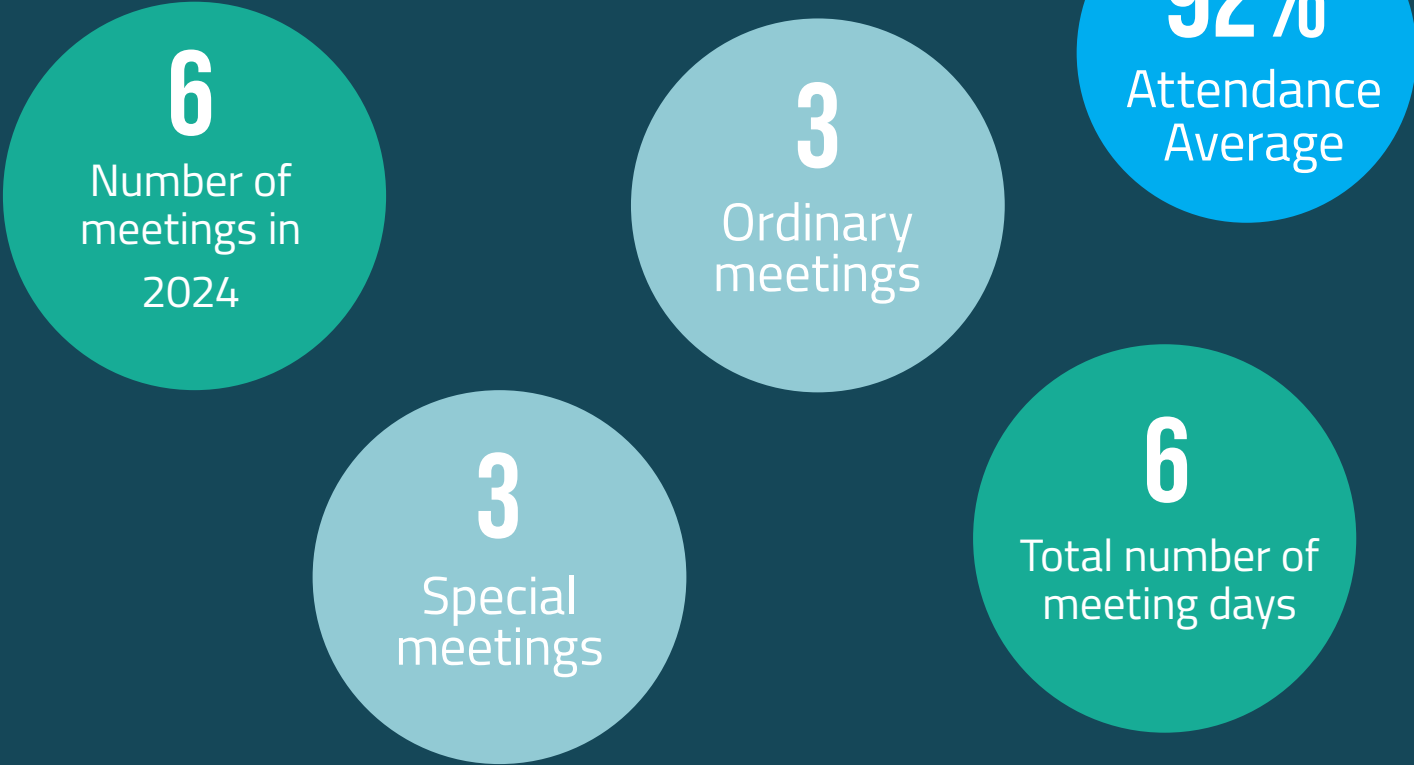 6
Number of
meetings in
2024
3
Ordinary
meetings
92%
Attendance
Average
3
Special
meetings
6
Total number of
meeting days